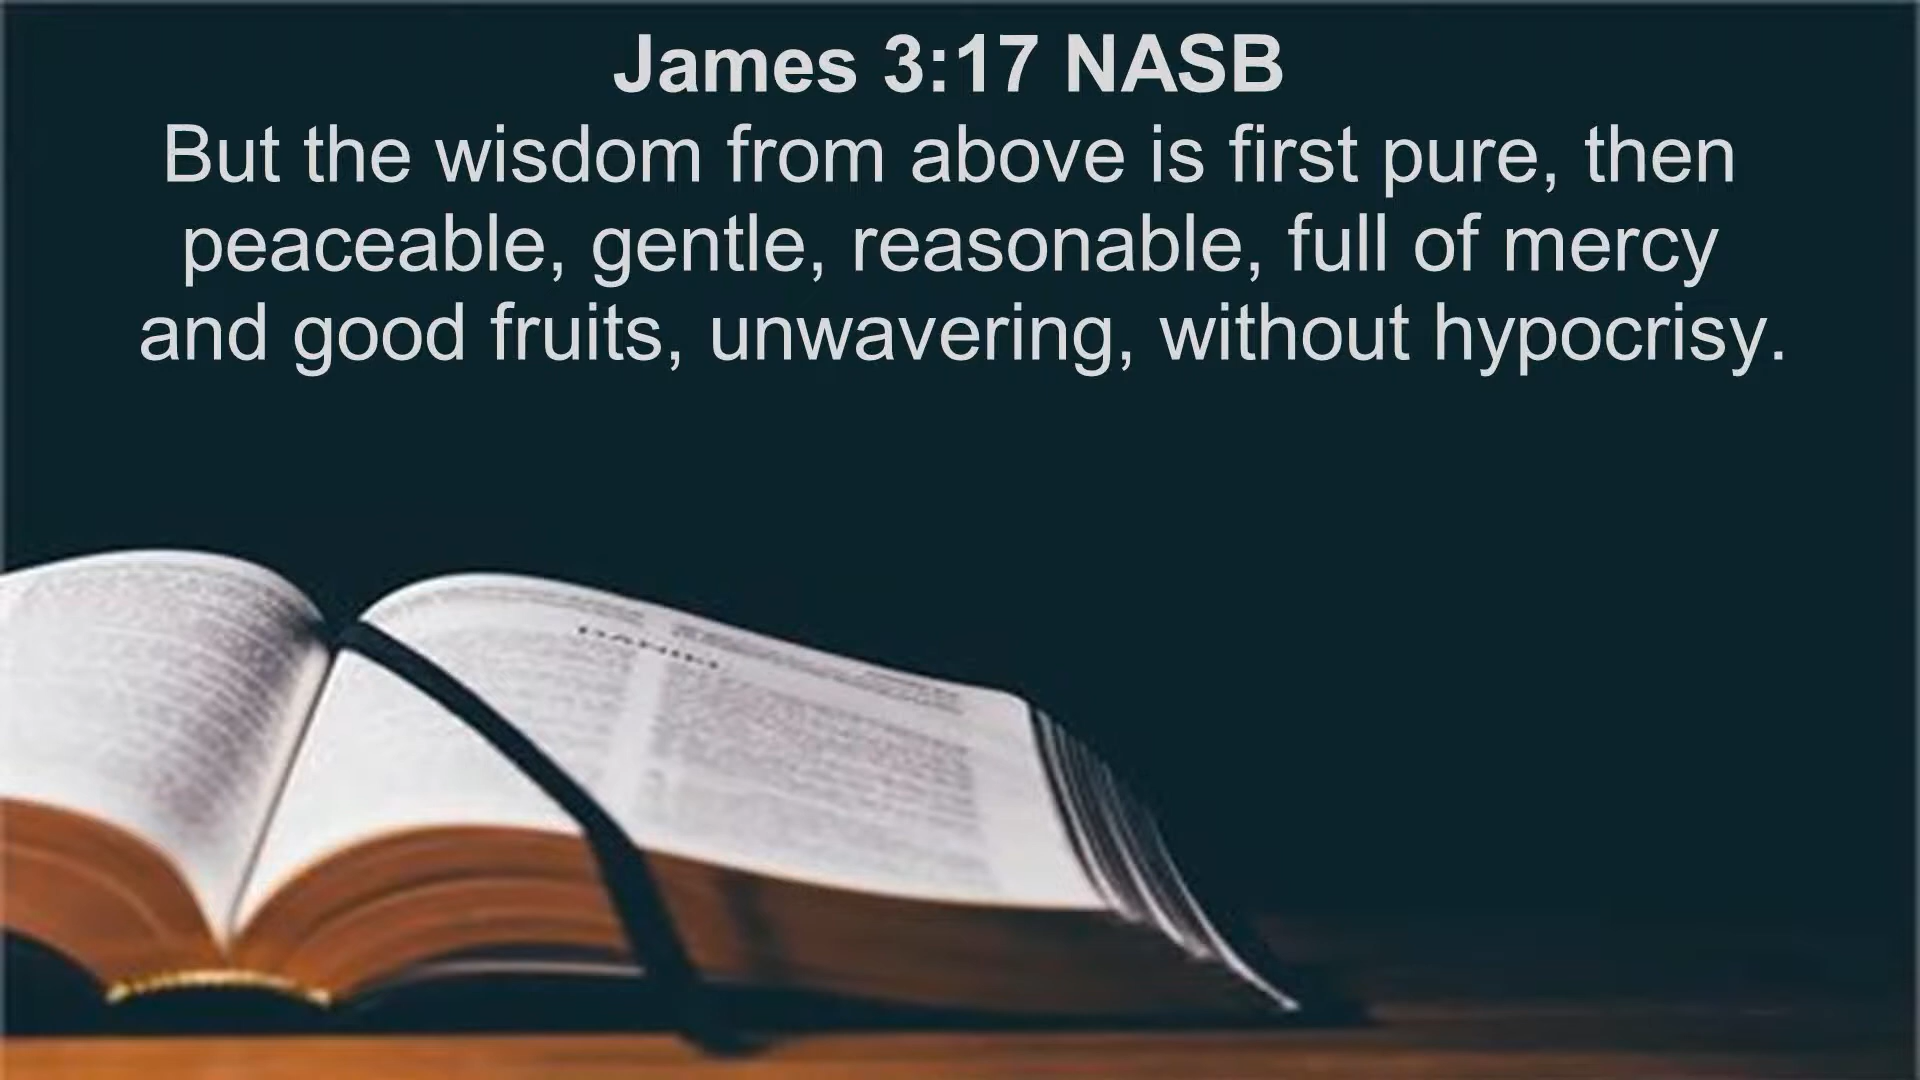 James 3:17 NASB
But the wisdom from above is first pure, then
peaceable, gentle, reasonable, full of mercy
and good fruits, unwavering, without hypocrisy.